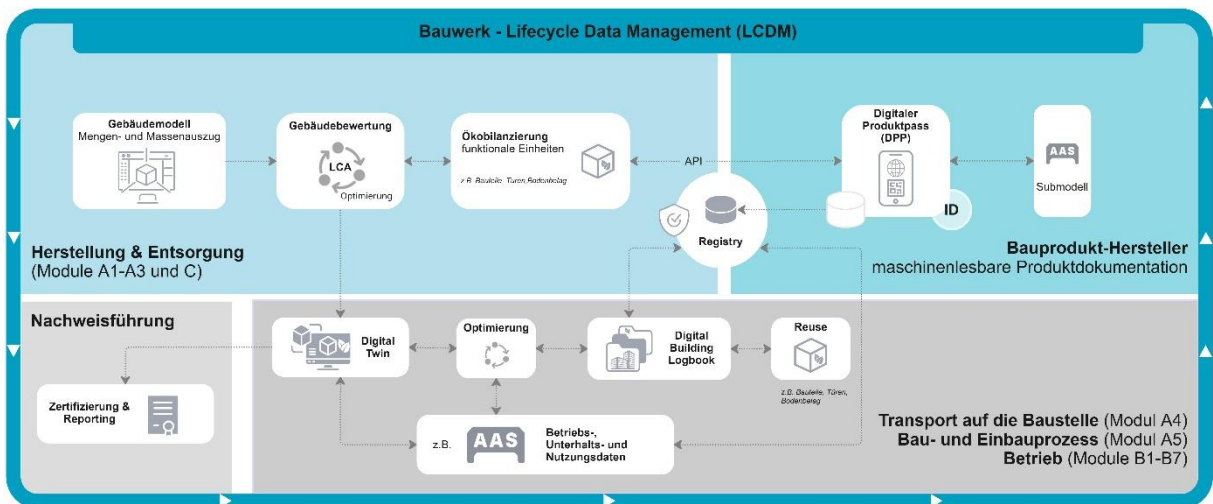 Bauwerk - Lifecycle Data Management (LCDM)
Gebäudemodell
Mengen- und Massenauszug
Gebäudebewertung
LCA
Optimierung
Ökobilanzierung
funktionale Einheiten
z.B. Bauteile, Türen,Bodenbelag
API
Digitaler
Produktpass
(DPP)
ID
AAS
Submodell
Registry
Herstellung & Entsorgung
(Module A1-A3 und C)
Bauprodukt-Hersteller
maschinenlesbare Produktdokumentation
Nachweisführung
Zertifizierung &
Reporting
Digital
Twin
Optimierung
Digital
Building
Logbook
Reuse
z.B. Bauteile, Türen,
Bodenbelag
z.B.
AAS
Betriebs-,
Unterhalts- und
Nutzungsdaten
Transport auf die Baustelle (Modul A4)
Bau- und Einbauprozess (Modul A5)
Betrieb (Module B1-B7)